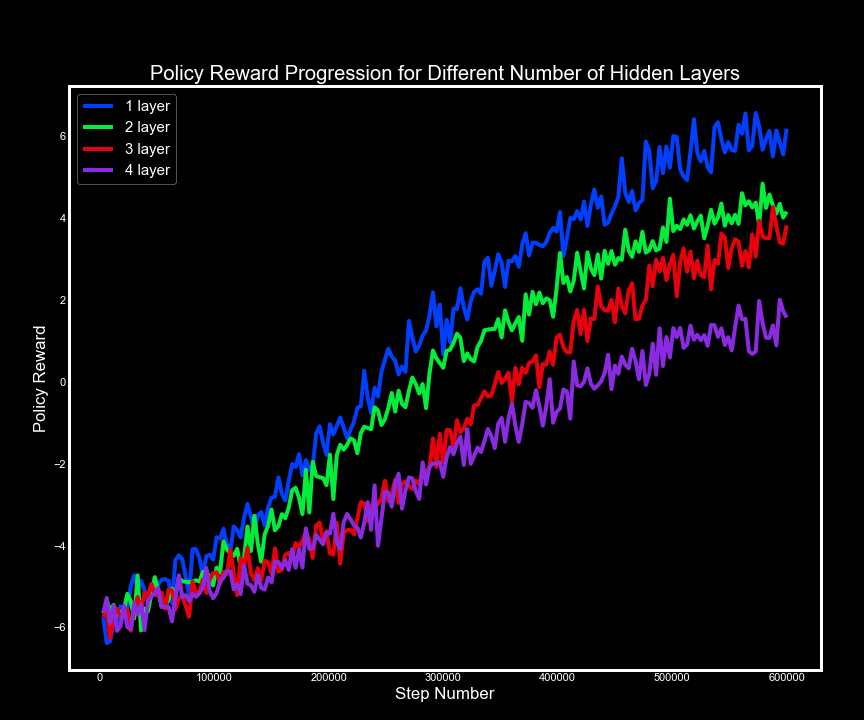 Policy Reward Progression for Different Number of Hidden Layers
1 layer
2 layer
3 layer
4 layer
6
4
2
0
−2
−4
−6
Policy Reward
0 100000 200000 300000 400000 500000 600000
Step Number